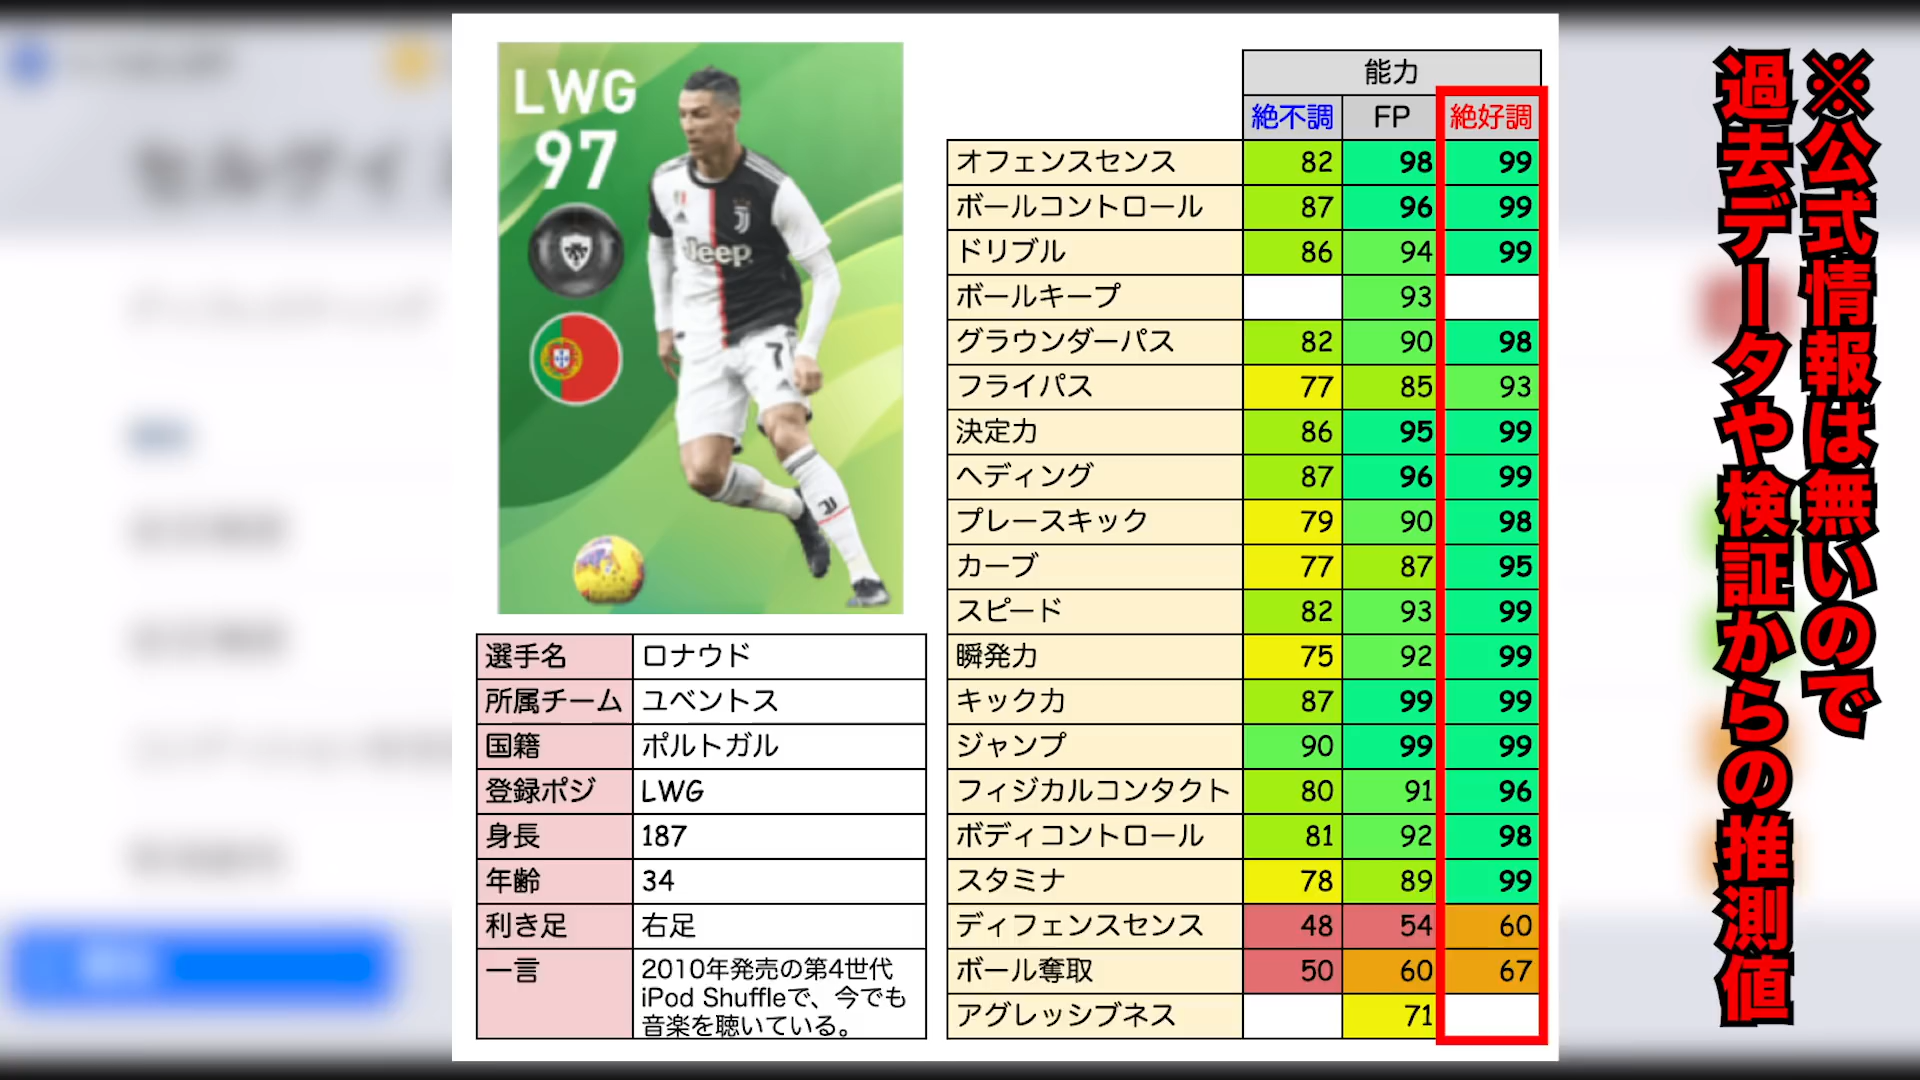 LWG
97
Jeep
7
選手名 ロナウド
所属チーム ユベントス
国籍 ポルトガル
登録ポジ LWG
身長 187
年齢 34
利き足 右足
一言 2010年発売の第4世代
iPod Shuffleで、今でも
音楽を聴いている。
能力
絶不調 FP 絶好調
オフェンスセンス 82 98 99
ボールコントロール 87 96 99
ドリブル 86 94 99
ボールキープ 93
グラウンダーパス 82 90 98
フライパス 77 85 93
決定力 86 95 99
ヘディング 87 96 99
プレースキック 79 90 98
カーブ 77 87 95
スピード 82 93 99
瞬発力 75 92 99
キック力 87 99 99
ジャンプ 90 99 99
フィジカルコンタクト 80 91 96
ボディコントロール 81 92 98
スタミナ 78 89 99
ディフェンスセンス 48 54 60
ボール奪取 50 60 67
アグレッシブネス 71
※公式情報は無いので
過去データや検証からの推測値